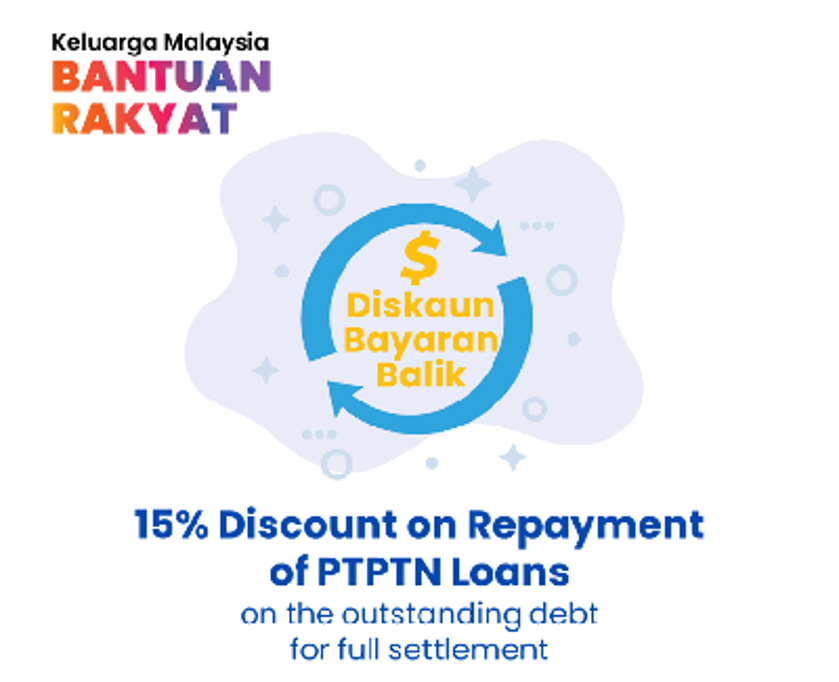 Keluarga Malaysia
BANTUAN
RAKYAT
$
Diskaun
Bayaran
Balik
15% Discount on Repayment
of PTPTN Loans
on the outstanding debt
for full settlement